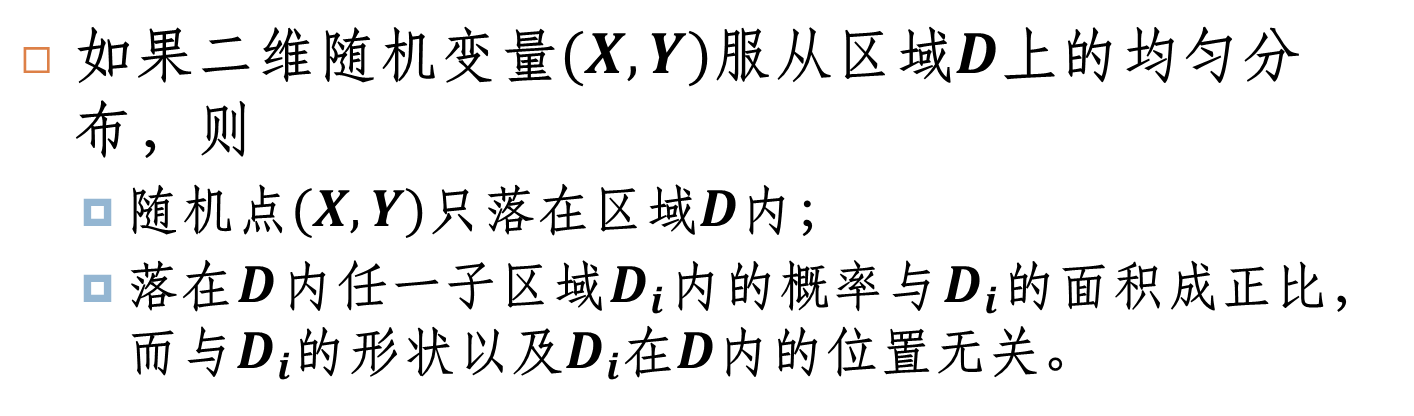 如果二维随机变量(X,Y)服从区域D上的均匀分
布，则
随机点(X,Y)只落在区域D内；
落在D内任一子区域Dᵢ内的概率与Dᵢ的面积成正比，
而与Dᵢ的形状以及Dᵢ在D内的位置无关。